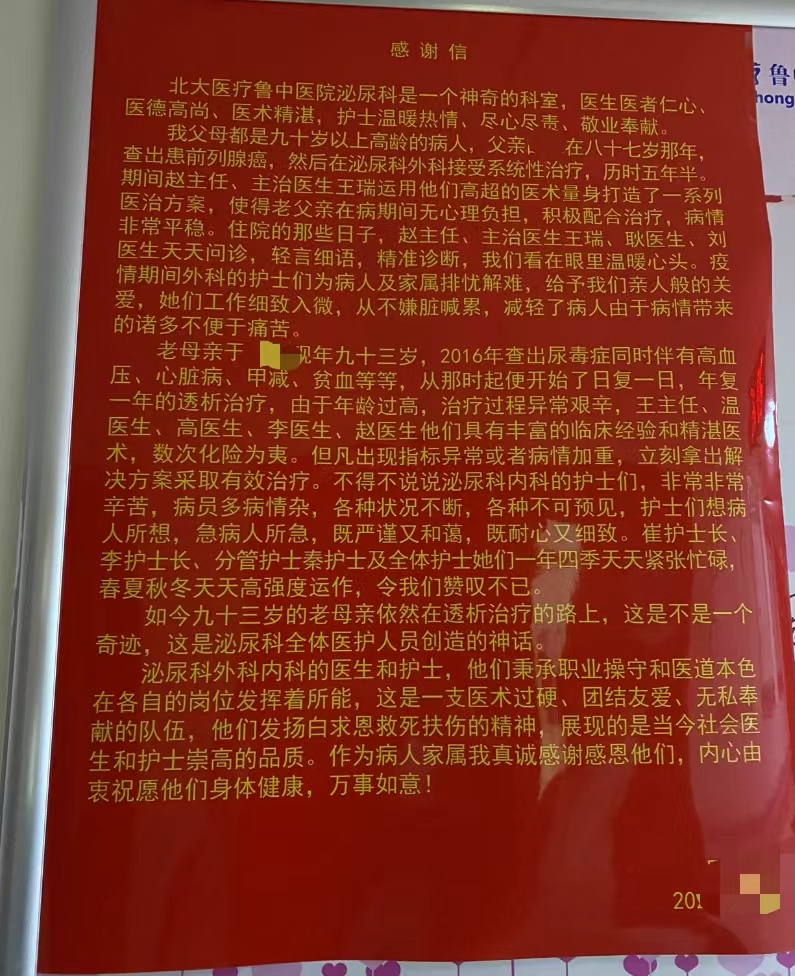 感谢信
北大医疗鲁中医院泌尿科是一个神奇的科室，医生医者仁心、
医德高尚、医术精湛，护士温暖热情、尽心尽责、敬业奉献。
我父母都是九十岁以上高龄的病人，父亲 在八十七岁那年，
查出患前列腺癌，然后在泌尿科外科接受系统性治疗，历时五年半。
期间赵主任、主治医生王瑞运用他们高超的医术量身打造了一系列
医治方案，使得老父亲在病期间无心理负担，积极配合治疗，病情
非常平稳。住院的那些日子，赵主任、主治医生王瑞、耿医生、刘
医生天天问诊，轻言细语，精准诊断，我们看在眼里温暖心头。疫
情期间外科的护士们为病人及家属排忧解难，给予我们亲人般的关
爱，她们工作细致入微，从不嫌脏喊累，减轻了病人由于病情带来
的诸多不便于痛苦。
老母亲于 现年九十三岁，2016年查出尿毒症同时伴有高血
压、心脏病、甲减、贫血等等，从那时起便开始了日复一日，年复
一年的透析治疗，由于年龄过高，治疗过程异常艰辛，王主任、温
医生、高医生、李医生、赵医生他们具有丰富的临床经验和精湛医
术，数次化险为夷。但凡出现指标异常或者病情加重，立刻拿出解
决方案采取有效治疗。不得不说说泌尿科内科的护士们，非常非常
辛苦，病员多病情杂，各种状况不断，各种不可预见，护士们想病
人所想，急病人所急，既严谨又和蔼，既耐心又细致。崔护士长、
李护士长、分管护士秦护士及全体护士她们一年四季天天紧张忙碌，
春夏秋冬天天高强度运作，令我们赞叹不已。
如今九十三岁的老母亲依然在透析治疗的路上，这是不是一个
奇迹，这是泌尿科全体医护人员创造的神话。
泌尿科外科内科的医生和护士，他们秉承职业操守和医道本色
在各自的岗位发挥着所能，这是一支医术过硬、团结友爱、无私奉
献的队伍，他们发扬白求恩救死扶伤的精神，展现的是当今社会医
生和护士崇高的品质。作为病人家属我真诚感谢感恩他们，内心由
衷祝愿他们身体健康，万事如意！